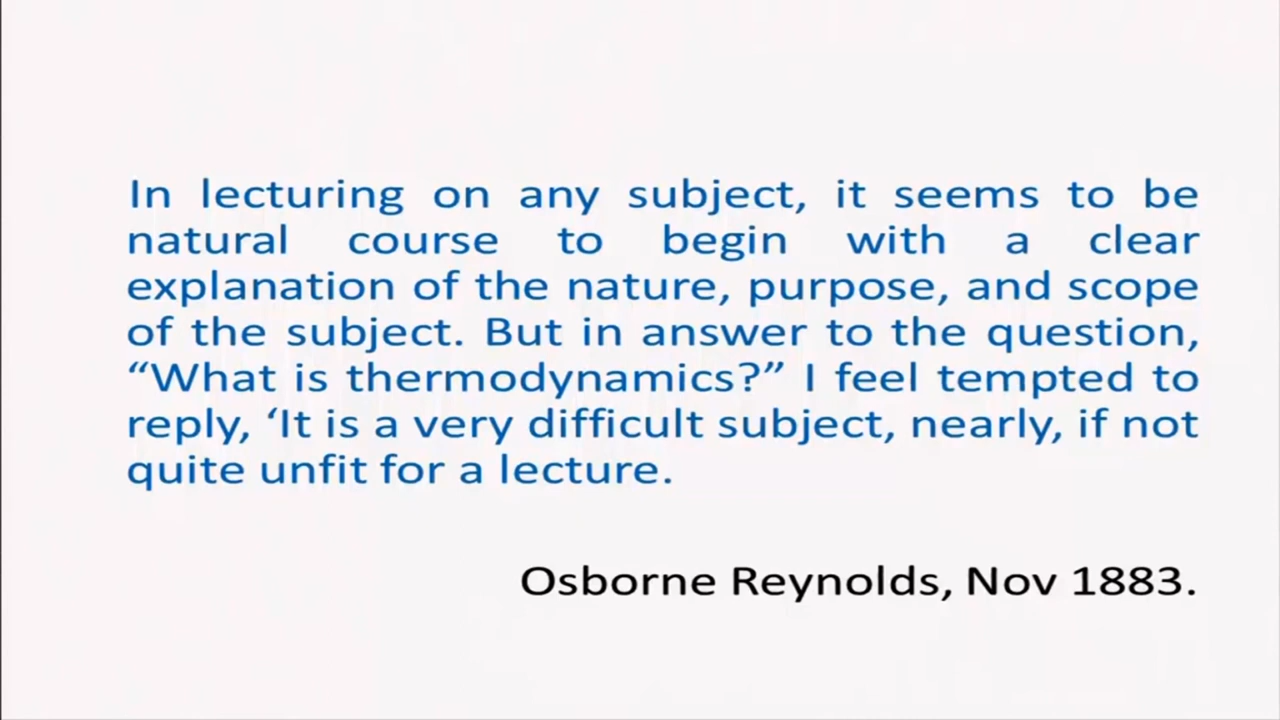 In lecturing on any subject, it seems to be
natural course to begin with a clear
explanation of the nature, purpose, and scope
of the subject. But in answer to the question,
“What is thermodynamics?” I feel tempted to
reply, ‘It is a very difficult subject, nearly, if not
quite unfit for a lecture.
Osborne Reynolds, Nov 1883.